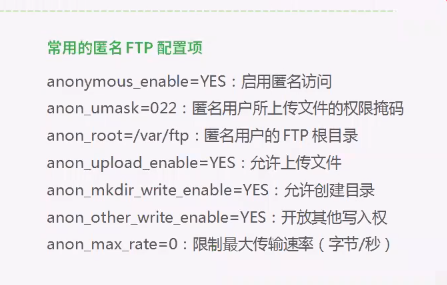 常用的匿名 FTP 配置项
anonymous_enable=YES：启用匿名访问
anon_umask=022：匿名用户所上传文件的权限掩码
anon_root=/var/ftp：匿名用户的 FTP 根目录
anon_upload_enable=YES：允许上传文件
anon_mkdir_write_enable=YES：允许创建目录
anon_other_write_enable=YES：开放其他写入权
anon_max_rate=0：限制最大传输速率（字节/秒）